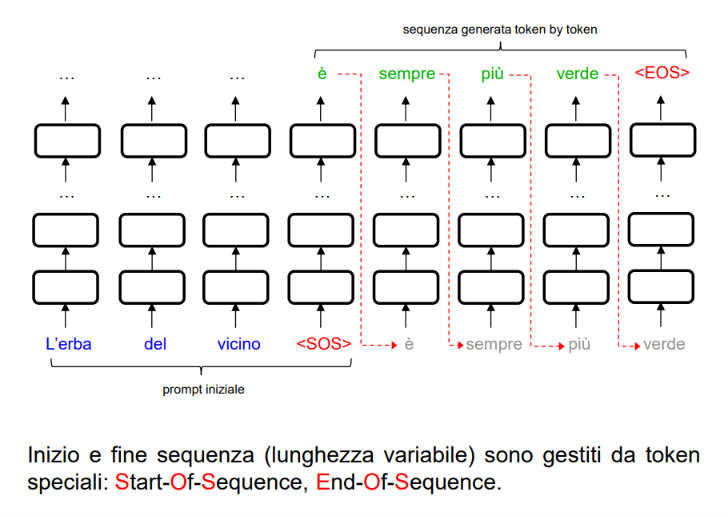 sequenza generata token by token
... ... ... è sempre più verde <EOS>
... ... ... ... ... ... ... ...
L'erba del vicino <SOS> è sempre più verde
prompt iniziale
Inizio e fine sequenza (lunghezza variabile) sono gestiti da token
speciali: Start-Of-Sequence, End-Of-Sequence.